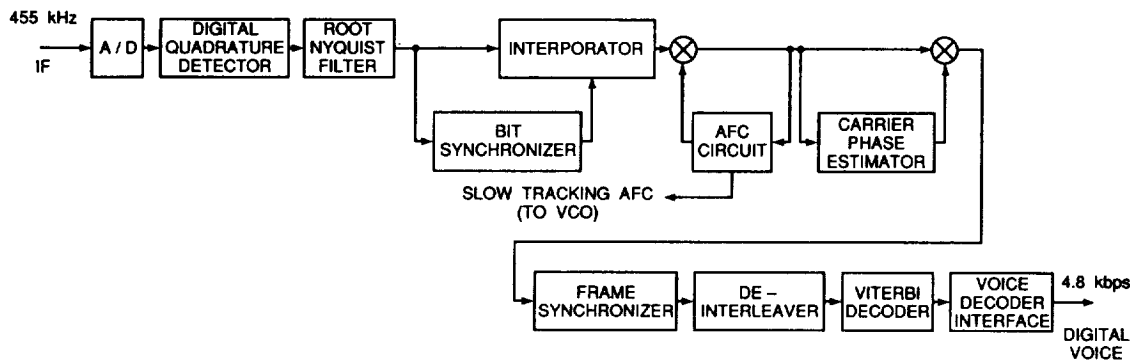 455 kHz
IF
A / D
DIGITAL
QUADRATURE
DETECTOR
ROOT
NYQUIST
FILTER
INTERPORATOR
BIT
SYNCHRONIZER
AFC
CIRCUIT
CARRIER
PHASE
ESTIMATOR
SLOW TRACKING AFC
(TO VCO)
FRAME
SYNCHRONIZER
DE -
INTERLEAVER
VITERBI
DECODER
VOICE
DECODER
INTERFACE
4.8 kbps
DIGITAL
VOICE